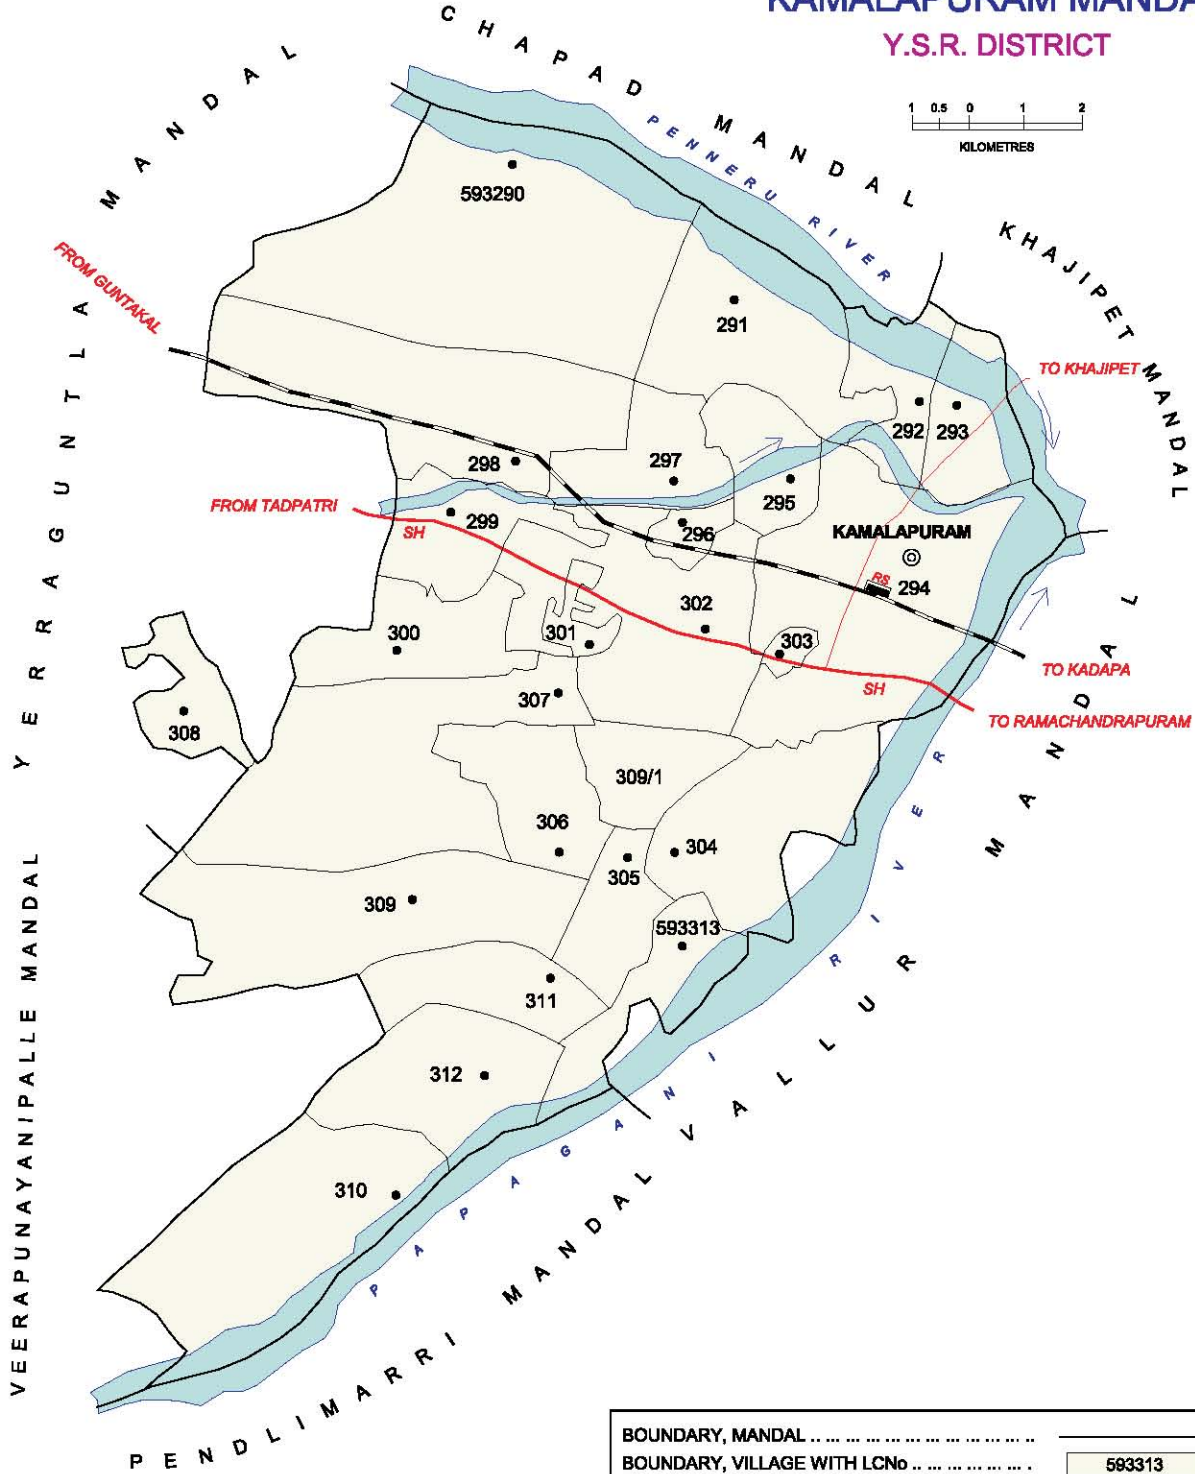 KAMALAPURAM MANDA
Y.S.R. DISTRICT
1 0.5 0 1 2
KILOMETRES
CHAPAD MANDAL
PENNERU RIVER
KHAJIPET MANDAL
YERRAGUNTLA MANDAL
FROM GUNTAKAL
593290
291
TO KHAJIPET
292
293
298
297
295
FROM TADPATRI
SH
299
296
KAMALAPURAM
RS
294
302
300
301
303
TO KADAPA
SH
307
308
TO RAMACHANDRAPURAM
309/1
306
304
305
309
593313
311
312
310
PAPAGANI RIVER
VALLUR MANDAL
VEERAPUNAYANIPALLE MANDAL
PENDLIMARRI MANDAL
BOUNDARY, MANDAL .. ... ... ... ... ... ... ... ... ... ..
BOUNDARY, VILLAGE WITH LCNo .. ... ... ... ... .
593313